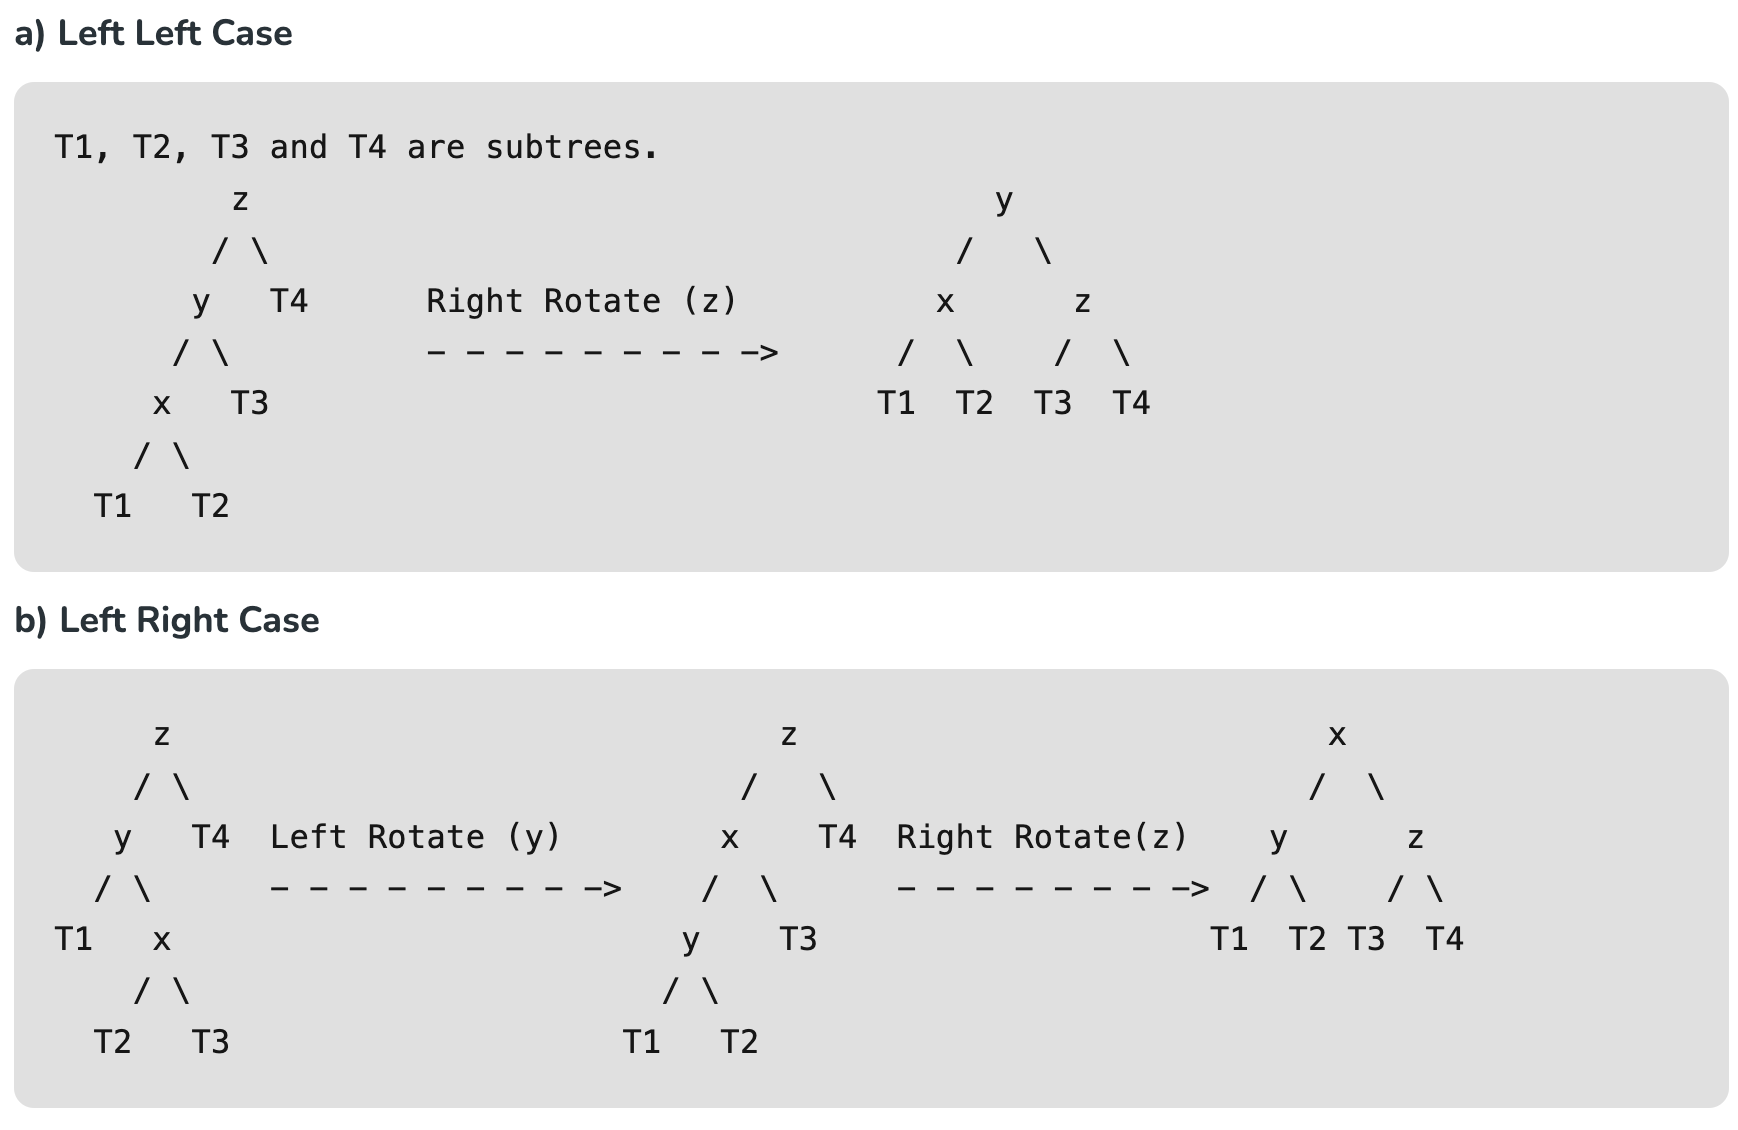 a) Left Left Case
T1, T2, T3 and T4 are subtrees.
         z                                      y
        / \                                   /   \
       y   T4      Right Rotate (z)          x      z
      / \          - - - - - - - - ->      /  \    /  \
     x   T3                               T1  T2  T3  T4
    / \
  T1   T2
b) Left Right Case
     z                               z                           x
    / \                            /   \                        /  \
  y   T4  Left Rotate (y)         x    T4  Right Rotate(z)    y      z
 / \      - - - - - - - - ->     /  \      - - - - - - - ->  / \    / \
T1   x                          y    T3                    T1  T2 T3  T4
    / \                        / \
  T2   T3                    T1   T2